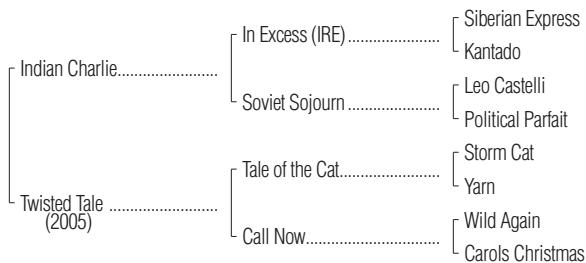 Siberian Express
In Excess (IRE)
Kantado
Indian Charlie
Leo Castelli
Soviet Sojourn
Political Parfait
Storm Cat
Tale of the Cat
Yarn
Twisted Tale
(2005)
Wild Again
Call Now
Carols Christmas